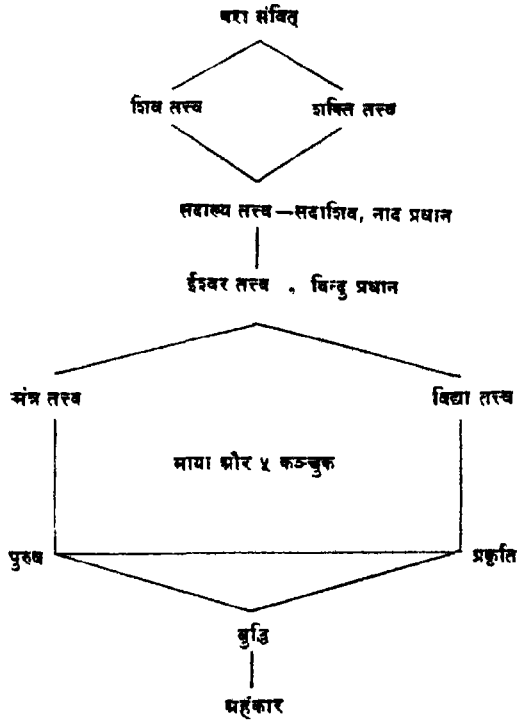 परा संवित्
शिव तत्त्व शक्ति तत्त्व
सदाख्य तत्त्व—सदाशिव, नाद प्रधान
ईश्वर तत्त्व , बिन्दु प्रधान
मंत्र तत्त्व विद्या तत्त्व
माया और ५ कञ्चुक
पुरुष प्रकृति
बुद्धि
अहंकार